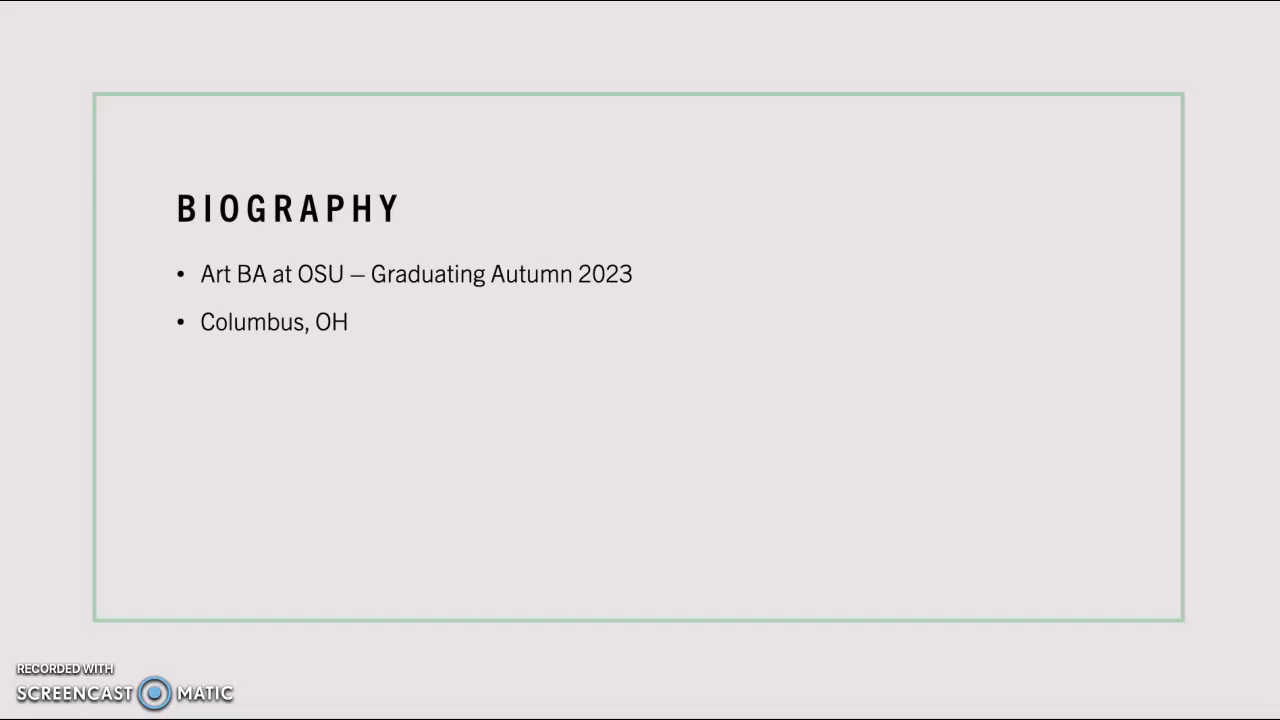 BIOGRAPHY
• Art BA at OSU – Graduating Autumn 2023
• Columbus, OH
RECORDED WITH
SCREENCAST MATIC